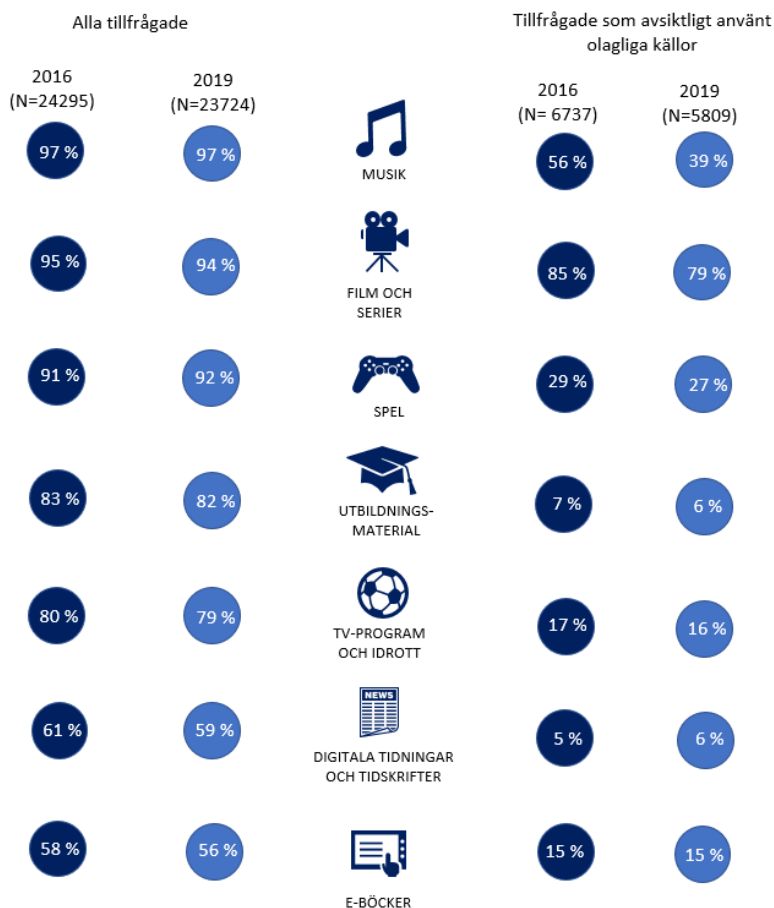 Alla tillfrågade
Tillfrågade som avsiktligt använt
olagliga källor
2016
(N=24295)
2019
(N=23724)
2016
(N= 6737)
2019
(N=5809)
97 %
97 %
MUSIK
56 %
39 %
95 %
94 %
FILM OCH
SERIER
85 %
79 %
91 %
92 %
SPEL
29 %
27 %
83 %
82 %
UTBILDNINGS-
MATERIAL
7 %
6 %
80 %
79 %
TV-PROGRAM
OCH IDROTT
17 %
16 %
61 %
59 %
NEWS
DIGITALA TIDNINGAR
OCH TIDSKRIFTER
5 %
6 %
58 %
56 %
E-BÖCKER
15 %
15 %